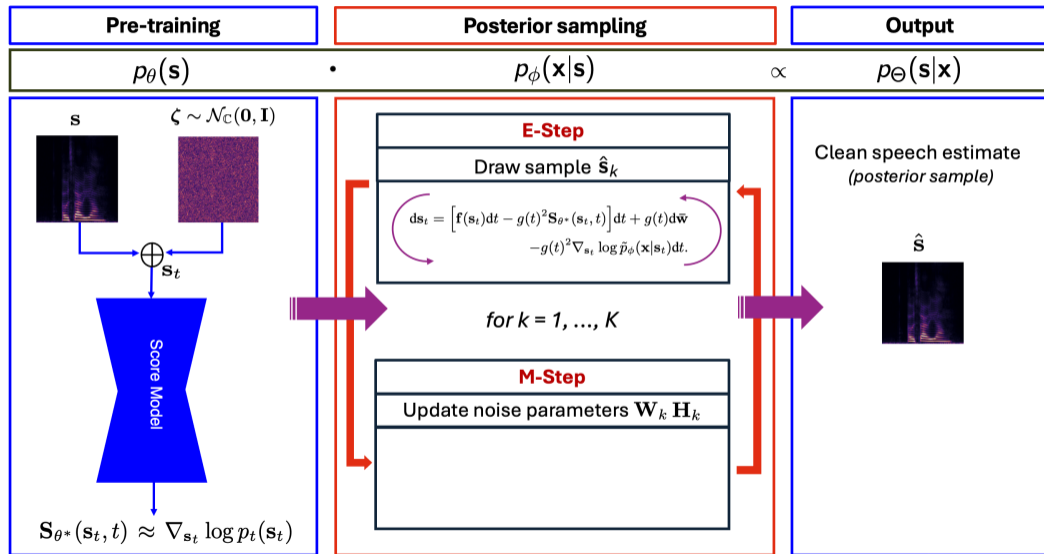 Pre-training
Posterior sampling
Output
p_θ(s) · p_ϕ(x|s) ∝ p_Θ(s|x)
s
ζ ∼ 𝒩_ℂ(0, I)
⊕
s_t
Score Model
S_θ*(s_t, t) ≈ ∇_{s_t} log p_t(s_t)
E-Step
Draw sample ŝ_k
ds_t = [f(s_t)dt − g(t)²S_θ*(s_t, t)]dt + g(t)dw̄
−g(t)²∇_{s_t} log p̃_ϕ(x|s_t)dt.
for k = 1, ..., K
M-Step
Update noise parameters W_k H_k
Clean speech estimate
(posterior sample)
ŝ